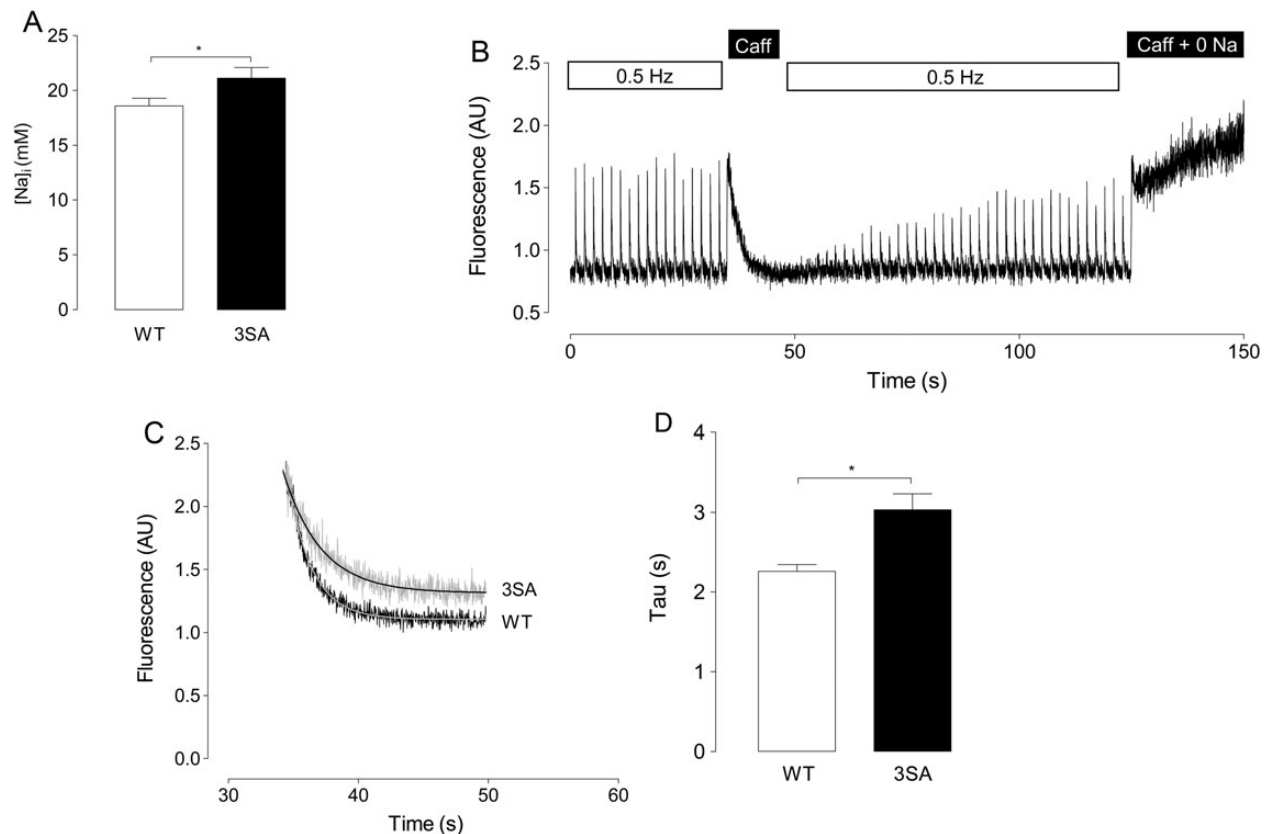 A
25
20
15
10
5
0
[Na]i (mM)
*
WT
3SA
B
Caff
Caff + 0 Na
0.5 Hz
0.5 Hz
2.5
2.0
1.5
1.0
0.5
Fluorescence (AU)
0
50
100
150
Time (s)
C
2.5
2.0
1.5
1.0
0.5
0.0
Fluorescence (AU)
3SA
WT
30
40
50
60
Time (s)
D
4
3
2
1
0
Tau (s)
*
WT
3SA